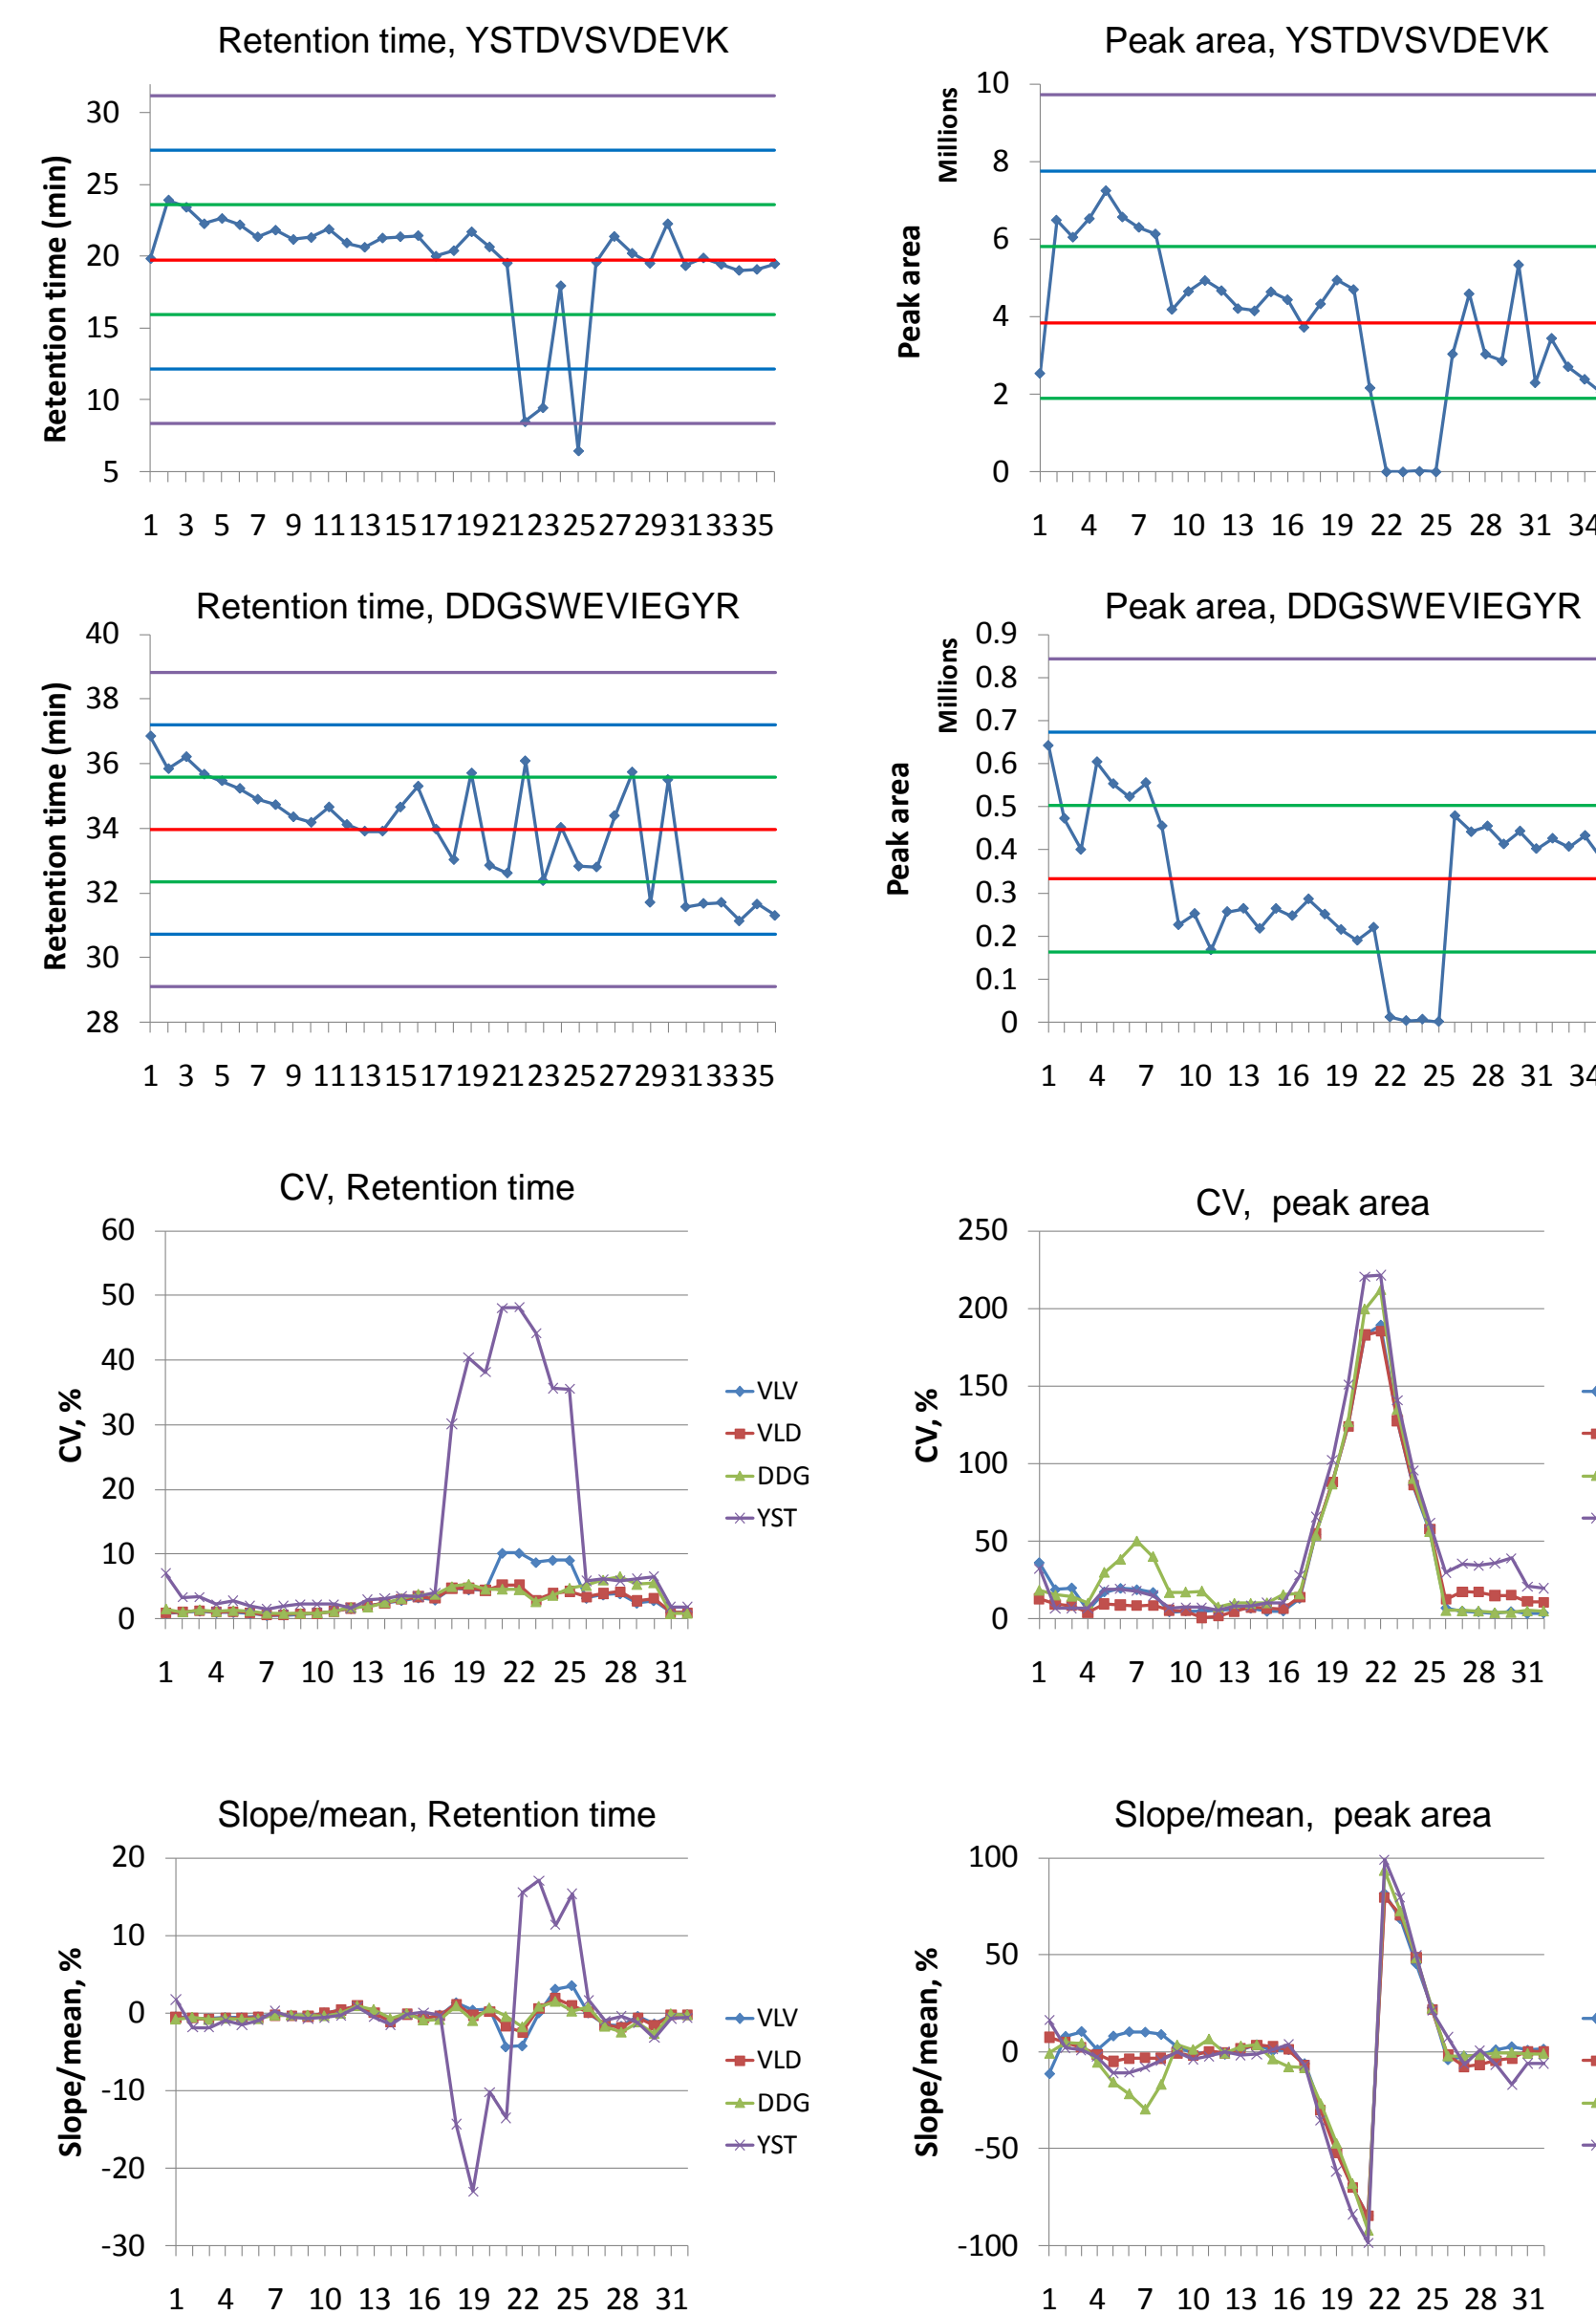 Retention time, YSTDVSVDEVK
Retention time (min)
30
25
20
15
10
5
1 3 5 7 9 11 13 15 17 19 21 23 25 27 29 31 33 35
Peak area, YSTDVSVDEVK
Millions
Peak area
10
8
6
4
2
0
1 4 7 10 13 16 19 22 25 28 31 34
Retention time, DDGSWEVIEGYR
Retention time (min)
40
38
36
34
32
30
28
1 3 5 7 9 11 13 15 17 19 21 23 25 27 29 31 33 35
Peak area, DDGSWEVIEGYR
Millions
Peak area
0.9
0.8
0.7
0.6
0.5
0.4
0.3
0.2
0.1
0
1 4 7 10 13 16 19 22 25 28 31 34
CV, Retention time
CV, %
60
50
40
30
20
10
0
1 4 7 10 13 16 19 22 25 28 31
VLV
VLD
DDG
YST
CV, peak area
CV, %
250
200
150
100
50
0
1 4 7 10 13 16 19 22 25 28 31
Slope/mean, Retention time
Slope/mean, %
20
10
0
-10
-20
-30
1 4 7 10 13 16 19 22 25 28 31
VLV
VLD
DDG
YST
Slope/mean, peak area
Slope/mean, %
100
50
0
-50
-100
1 4 7 10 13 16 19 22 25 28 31